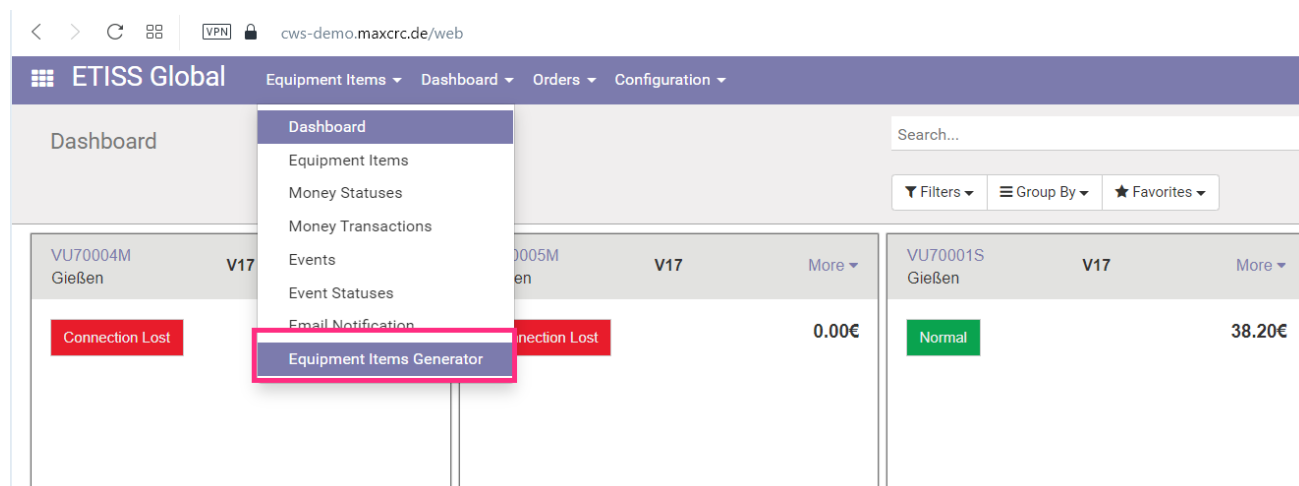 VPN cws-demo.maxcrc.de/web
ETISS Global Equipment Items Dashboard Orders Configuration
Dashboard
Search...
Filters Group By Favorites
Dashboard
Equipment Items
Money Statuses
Money Transactions
Events
Event Statuses
Email Notification
Equipment Items Generator
VU70004M
Gießen
V17
Connection Lost
0005M
en
V17
More
nection Lost
0.00€
VU70001S
Gießen
V17
More
Normal
38.20€